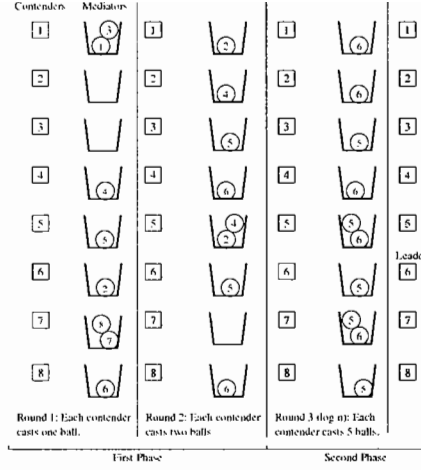 Contenders Mediators
1 3 1 1 2 1 6 1
2 2 4 2 6 2
3 3 5 3 5 3
4 4 4 6 4 6 4
5 5 5 4 2 5 5 6 5
Leade
6 2 6 5 6 5 6
7 8 7 7 7 5 6 7
8 6 8 6 8 5 8
Round 1: Each contender Round 2: Each contender Round 3 (log n): Each
casts one ball. casts two balls contender casts 5 balls.
First Phase Second Phase